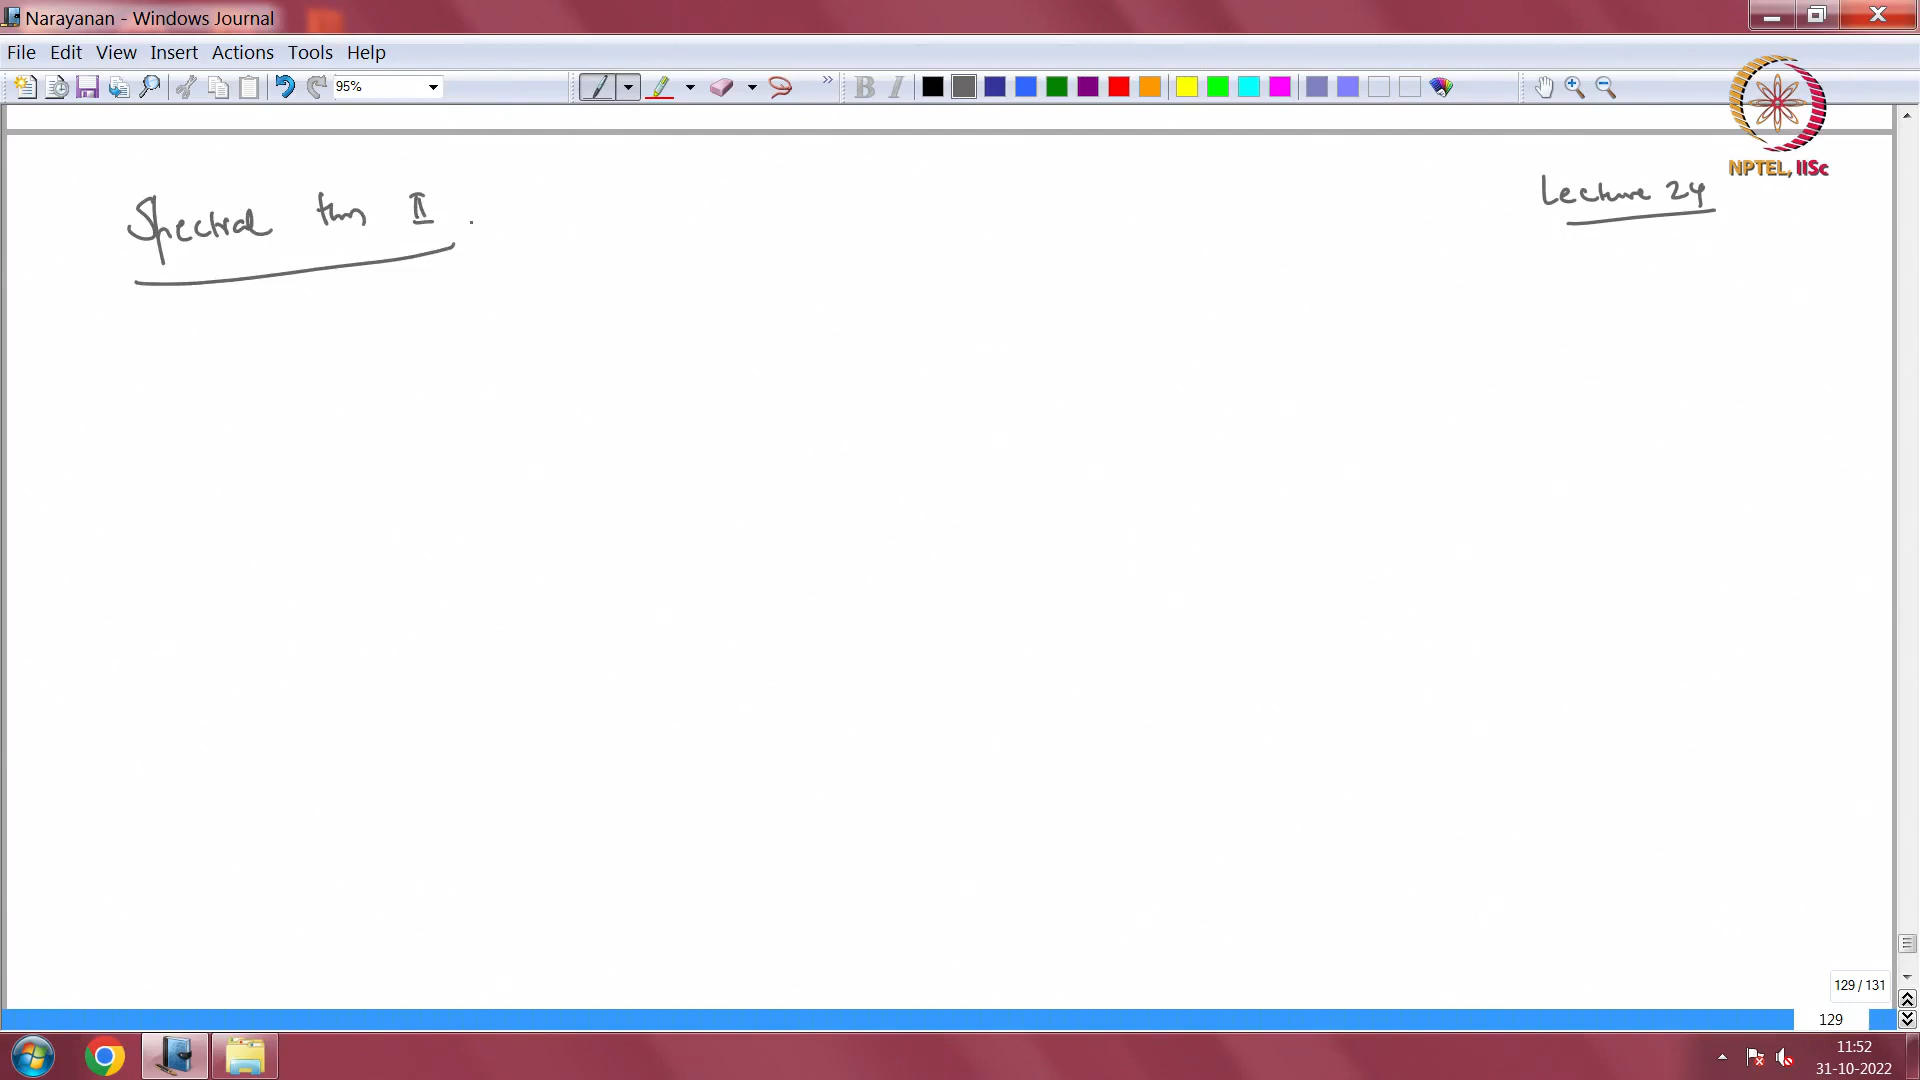 Narayanan - Windows Journal
File Edit View Insert Actions Tools Help
95%
NPTEL, IISc
Lecture 24
Spectral thm II.
129 / 131
129
11:52
31-10-2022